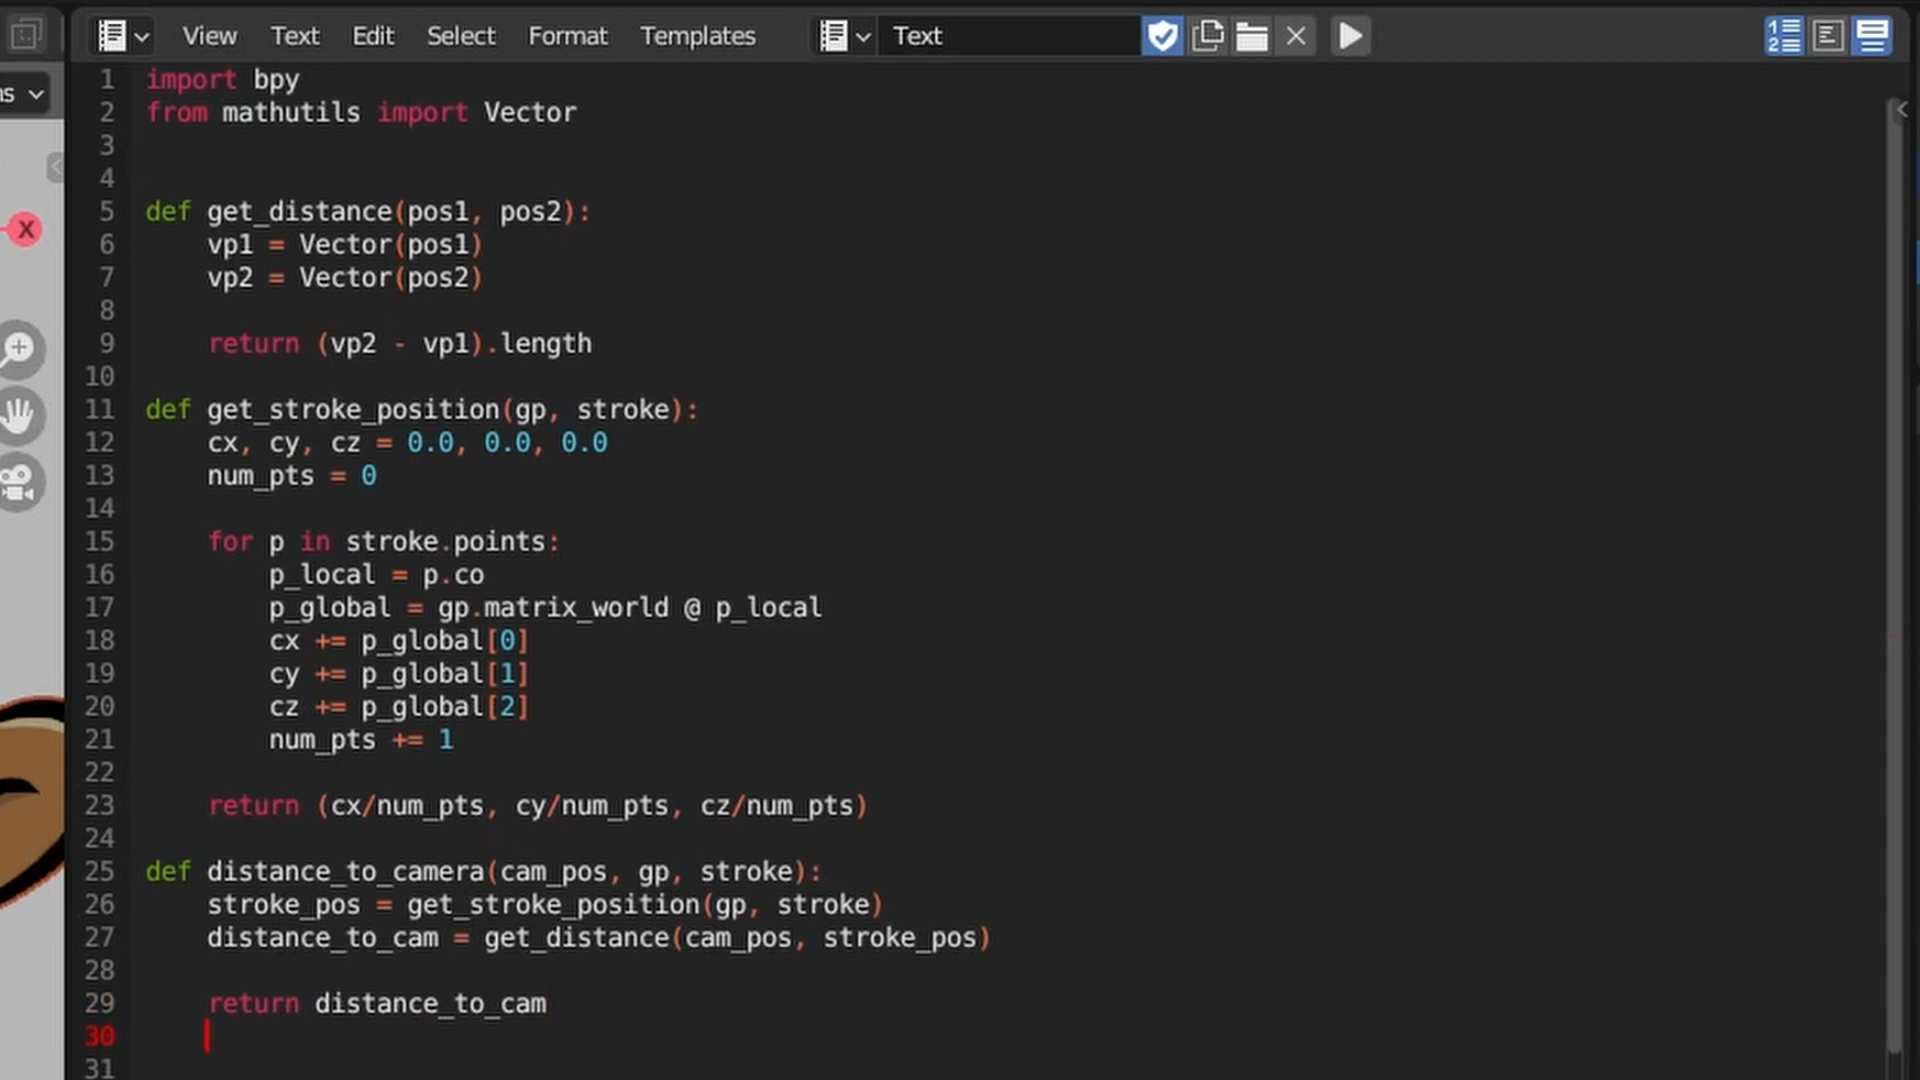 View Text Edit Select Format Templates Text
ns
X
1 import bpy
2 from mathutils import Vector
3
4
5 def get_distance(pos1, pos2):
6     vp1 = Vector(pos1)
7     vp2 = Vector(pos2)
8
9     return (vp2 - vp1).length
10
11 def get_stroke_position(gp, stroke):
12     cx, cy, cz = 0.0, 0.0, 0.0
13     num_pts = 0
14
15     for p in stroke.points:
16         p_local = p.co
17         p_global = gp.matrix_world @ p_local
18         cx += p_global[0]
19         cy += p_global[1]
20         cz += p_global[2]
21         num_pts += 1
22
23     return (cx/num_pts, cy/num_pts, cz/num_pts)
24
25 def distance_to_camera(cam_pos, gp, stroke):
26     stroke_pos = get_stroke_position(gp, stroke)
27     distance_to_cam = get_distance(cam_pos, stroke_pos)
28
29     return distance_to_cam
30
31